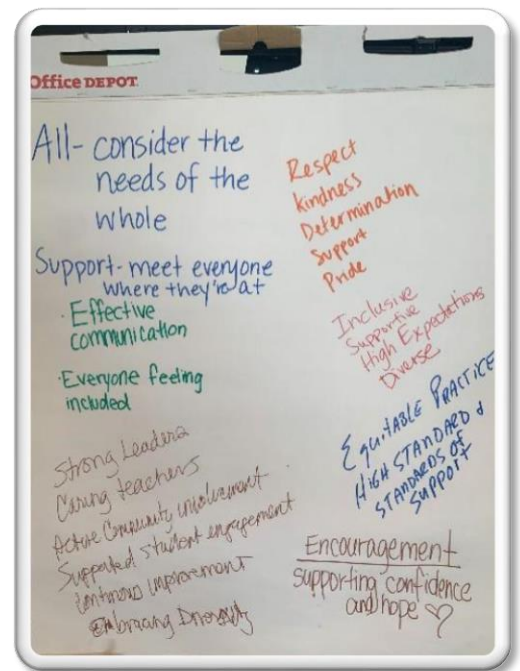 Office DEPOT
All- consider the
needs of the
whole
Support- meet everyone
where they're at
· Effective
communication
· Everyone feeling
included
Strong Leaders
Caring teachers
Active Community involvement
Supported student engagement
Continous improvement
Embracing Diversity
Respect
kindness
Determination
Support
Pride
Inclusive
Supportive
High Expectations
Diverse
EQUITABLE PRACTICE
HIGH STANDARD &
STANDARDS OF
SUPPORT
Encouragement
supporting confidence
and hope ♡